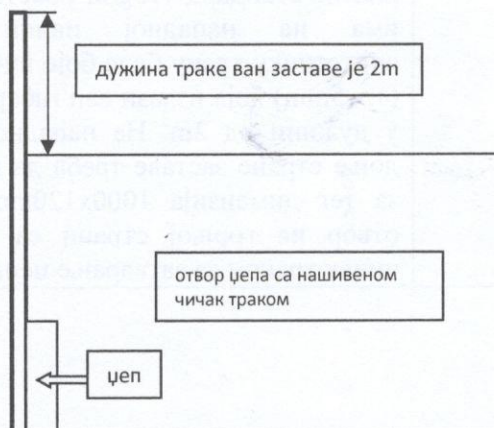 дужина траке ван заставе је 2m
отвор џепа са нашивеном
чичак траком
џеп